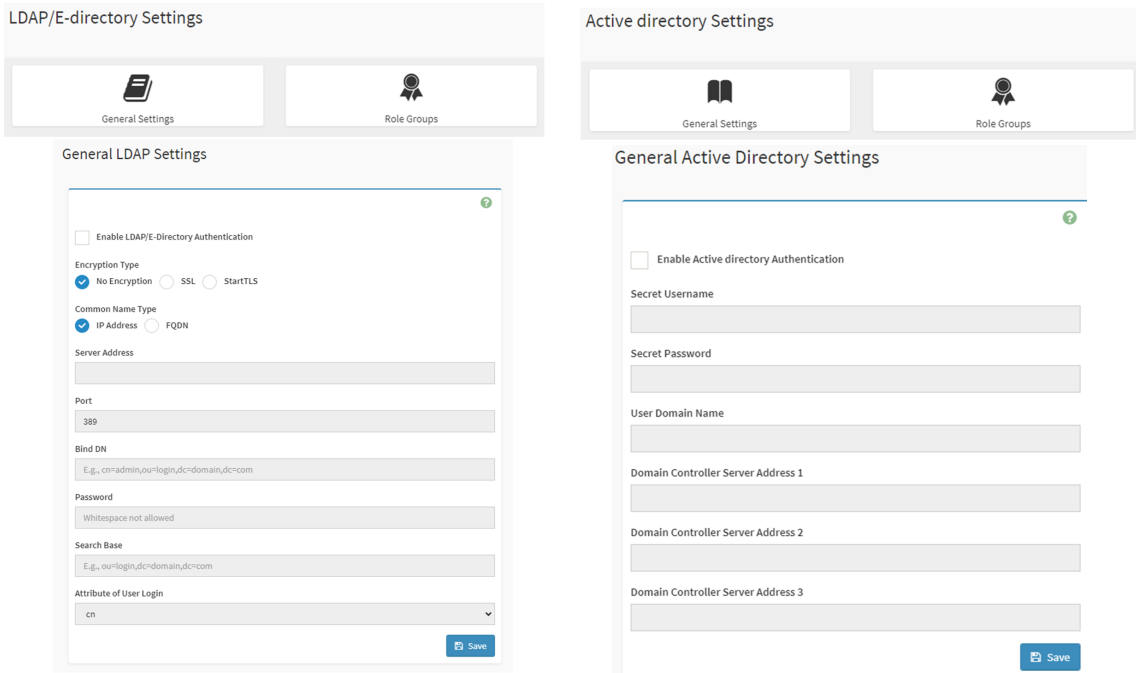 LDAP/E-directory Settings
General Settings
Role Groups
General LDAP Settings
Enable LDAP/E-Directory Authentication
Encryption Type
No Encryption SSL StartTLS
Common Name Type
IP Address FQDN
Server Address
Port
389
Bind DN
E.g., cn=admin,ou=login,dc=domain,dc=com
Password
Whitespace not allowed
Search Base
E.g., ou=login,dc=domain,dc=com
Attribute of User Login
cn
Save
Active directory Settings
General Settings
Role Groups
General Active Directory Settings
Enable Active directory Authentication
Secret Username
Secret Password
User Domain Name
Domain Controller Server Address 1
Domain Controller Server Address 2
Domain Controller Server Address 3
Save